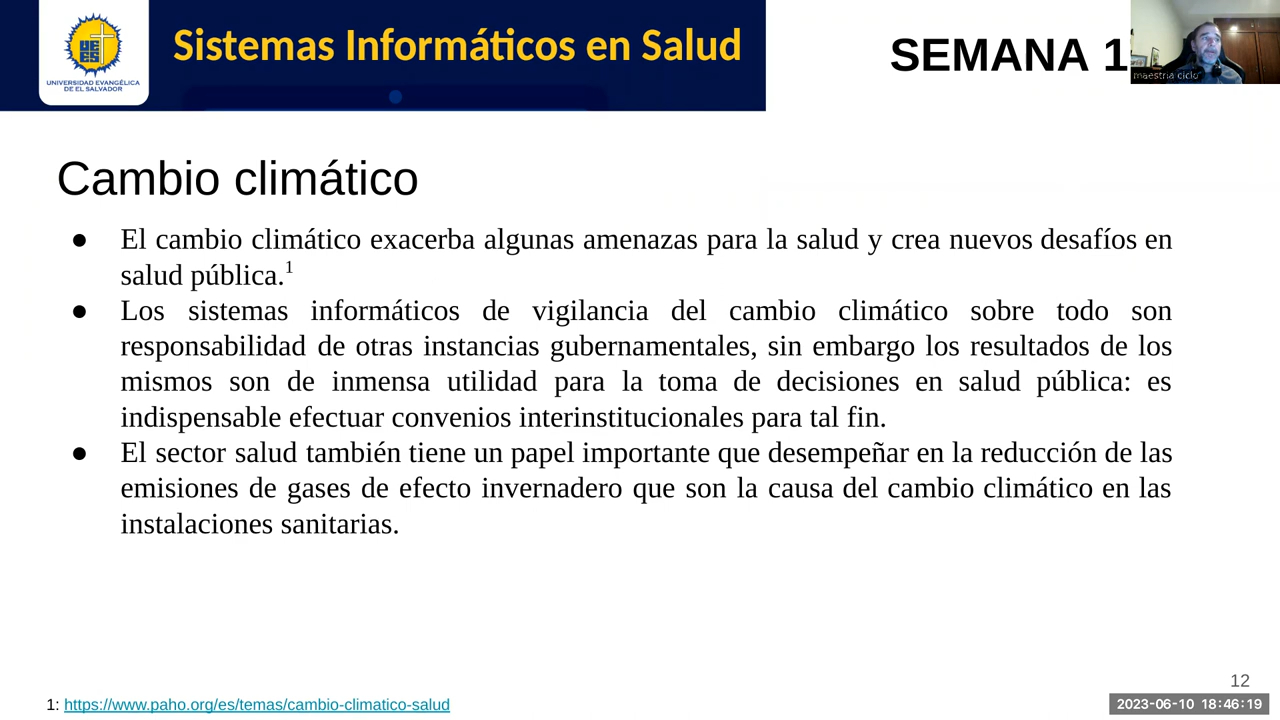 UEES
UNIVERSIDAD EVANGÉLICA
DE EL SALVADOR
Sistemas Informáticos en Salud
SEMANA 1
maestria ciclo
Cambio climático
● El cambio climático exacerba algunas amenazas para la salud y crea nuevos desafíos en
salud pública.1
● Los sistemas informáticos de vigilancia del cambio climático sobre todo son
responsabilidad de otras instancias gubernamentales, sin embargo los resultados de los
mismos son de inmensa utilidad para la toma de decisiones en salud pública: es
indispensable efectuar convenios interinstitucionales para tal fin.
● El sector salud también tiene un papel importante que desempeñar en la reducción de las
emisiones de gases de efecto invernadero que son la causa del cambio climático en las
instalaciones sanitarias.
12
1: https://www.paho.org/es/temas/cambio-climatico-salud
2023-06-10 18:46:19